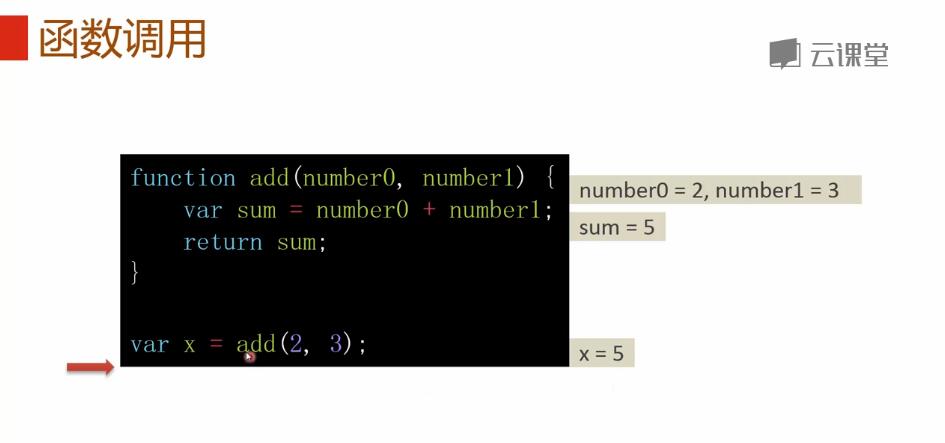 函数调用
云课堂
function add(number0, number1) {
number0 = 2, number1 = 3
var sum = number0 + number1;
sum = 5
return sum;
}
var x = add(2, 3);
x = 5